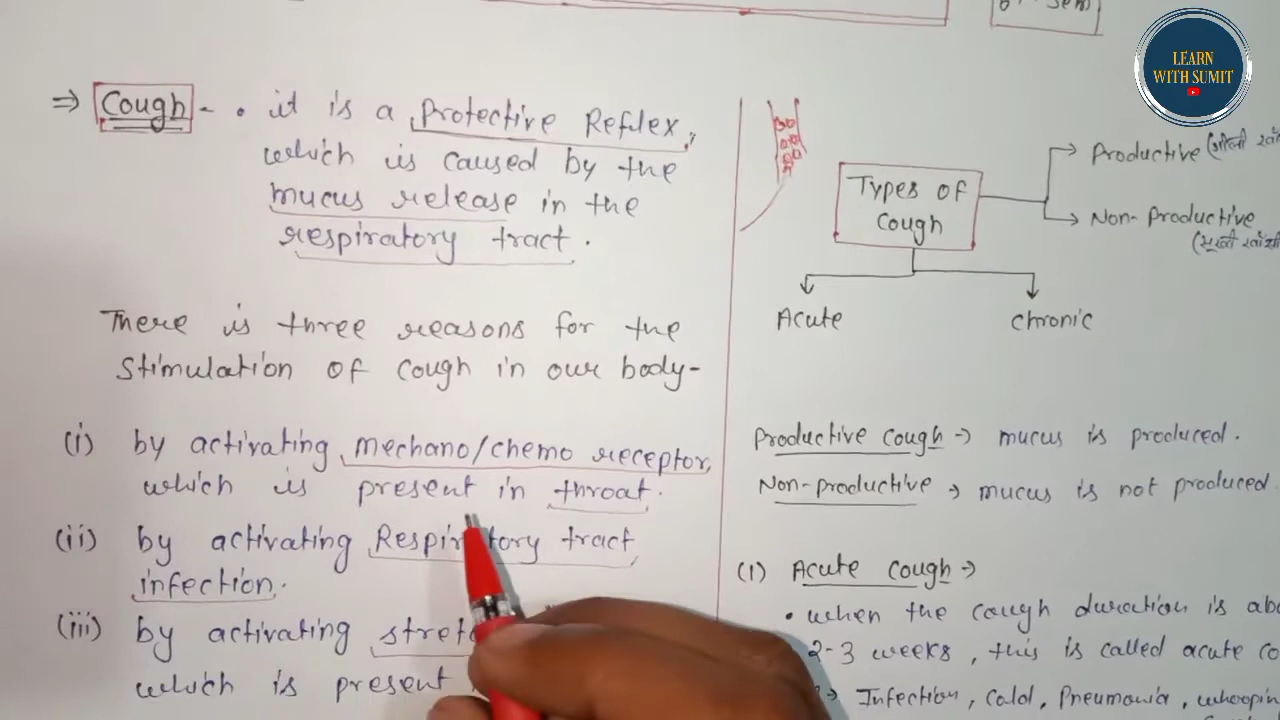 6th sem
LEARN
WITH SUMIT
⇒ Cough - • it is a Protective Reflex,
which is caused by the
mucus release in the
respiratory tract.
There is three reasons for the
Stimulation of cough in our body-
(i) by activating mechano/chemo receptor,
which is present in throat.
(ii) by activating Respiratory tract
infection.
(iii) by activating
which is present
Types of
Cough
Productive (गीली
Non-Productive
(सूखी
Acute
chronic
Productive cough → mucus is produced.
Non-productive → mucus is not produced.
(1) Acute cough →
• when the cough duration is
2-3 weeks, this is called acute
Infection, cold, Pneumonia,